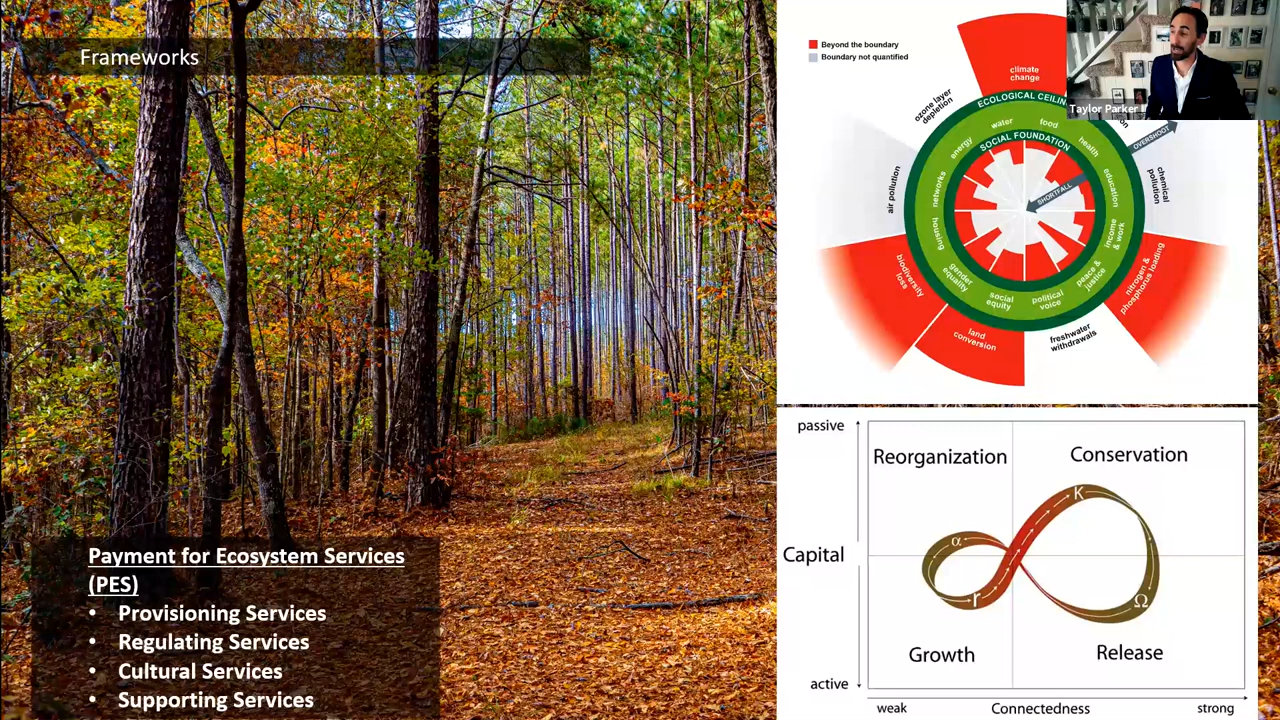 Frameworks
Payment for Ecosystem Services
(PES)
• Provisioning Services
• Regulating Services
• Cultural Services
• Supporting Services
Beyond the boundary
Boundary not quantified
climate
change
ozone layer
depletion
Taylor Parker
ECOLOGICAL
water
food
energy
health
SOCIAL FOUNDATION
OVERSHOOT
air pollution
networks
SHORTFALL
education
chemical
pollution
housing
income
& work
biodiversity
loss
gender
equality
peace &
justice
nitrogen &
phosphorus loading
social
equity
political
voice
land
conversion
freshwater
withdrawals
passive
Reorganization
Conservation
K
α
Capital
r
Ω
Growth
Release
active
weak
Connectedness
strong